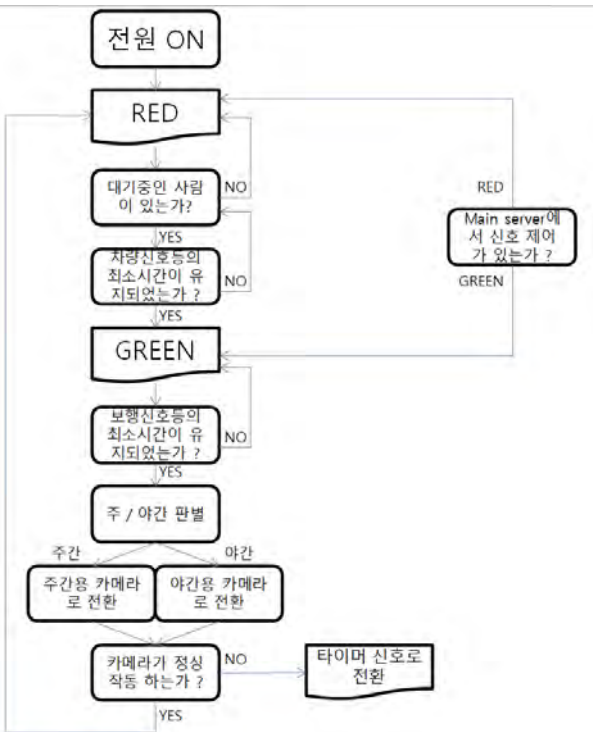 전원 ON
RED
대기중인 사람
이 있는가?
NO
YES
차량신호등의
최소시간이 유
지되었는가 ?
NO
YES
GREEN
보행신호등의
최소시간이 유
지되었는가 ?
NO
YES
주 / 야간 판별
주간
야간
주간용 카메라
로 전환
야간용 카메라
로 전환
카메라가 정싱
작동 하는가 ?
NO
YES
타이머 신호로
전환
RED
Main server에
서 신호 제어
가 있는가 ?
GREEN